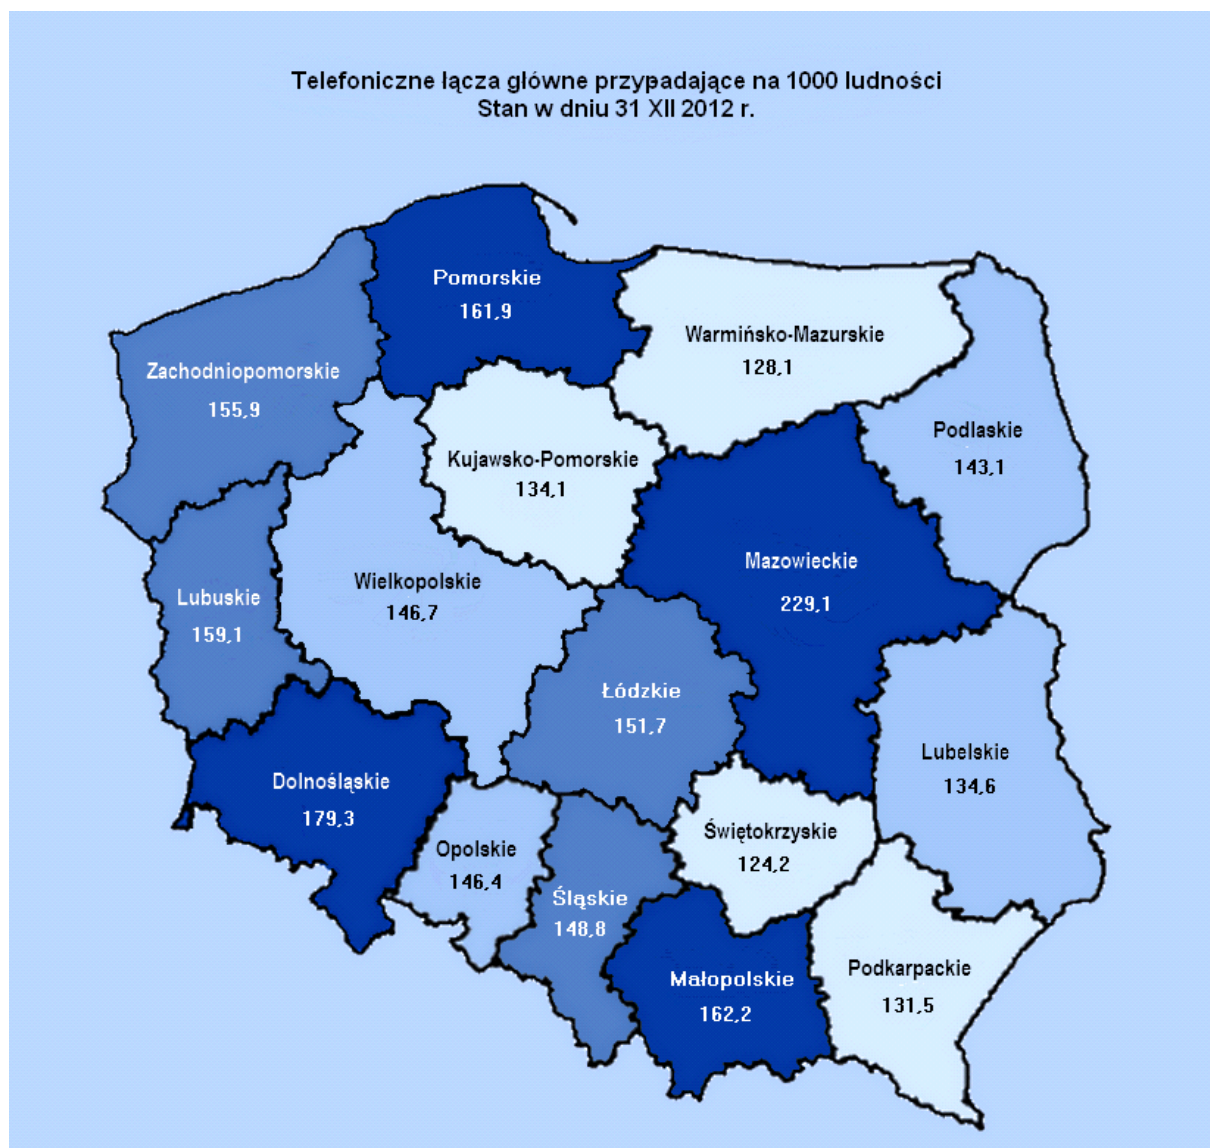 Telefoniczne łącza główne przypadające na 1000 ludności
Stan w dniu 31 XII 2012 r.
Pomorskie
161,9
Warmińsko-Mazurskie
128,1
Zachodniopomorskie
155,9
Podlaskie
143,1
Kujawsko-Pomorskie
134,1
Mazowieckie
229,1
Wielkopolskie
146,7
Lubuskie
159,1
Łódzkie
151,7
Lubelskie
134,6
Dolnośląskie
179,3
Świętokrzyskie
124,2
Opolskie
146,4
Śląskie
148,8
Podkarpackie
131,5
Małopolskie
162,2